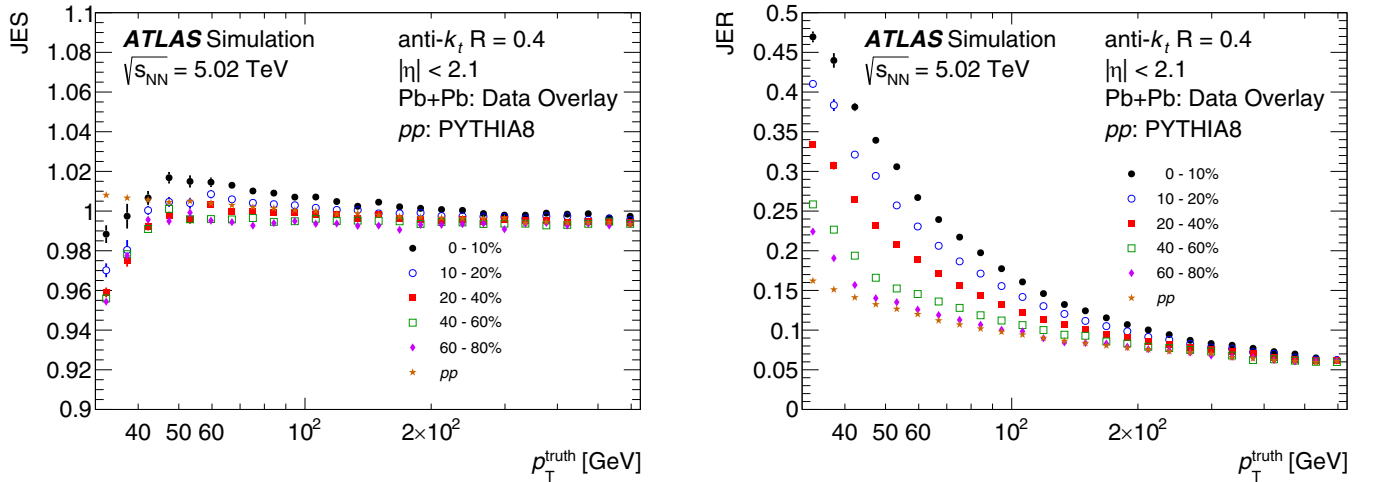 JES
1.1
1.08
1.06
1.04
1.02
1
0.98
0.96
0.94
0.92
0.9
ATLAS Simulation
√s_NN = 5.02 TeV
anti-k_t R = 0.4
|η| < 2.1
Pb+Pb: Data Overlay
pp: PYTHIA8
0 - 10%
10 - 20%
20 - 40%
40 - 60%
60 - 80%
pp
40 50 60 10² 2×10²
p_T^truth [GeV]
JER
0.5
0.45
0.4
0.35
0.3
0.25
0.2
0.15
0.1
0.05
0
ATLAS Simulation
√s_NN = 5.02 TeV
anti-k_t R = 0.4
|η| < 2.1
Pb+Pb: Data Overlay
pp: PYTHIA8
0 - 10%
10 - 20%
20 - 40%
40 - 60%
60 - 80%
pp
40 50 60 10² 2×10²
p_T^truth [GeV]